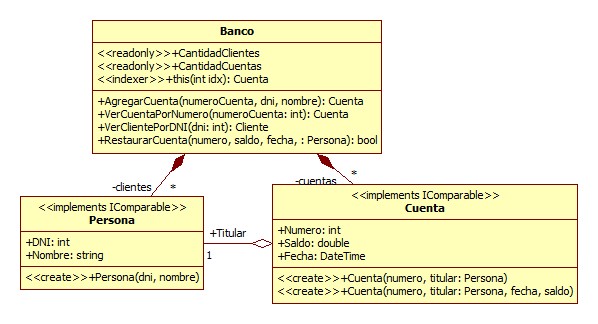 Banco
<<readonly>>+CantidadClientes
<<readonly>>+CantidadCuentas
<<indexer>>+this(int idx): Cuenta
+AgregarCuenta(numeroCuenta, dni, nombre): Cuenta
+VerCuentaPorNumero(numeroCuenta: int): Cuenta
+VerClientePorDNI(dni: int): Cliente
+RestaurarCuenta(numero, saldo, fecha, : Persona): bool
-clientes
*
-cuentas
*
<<implements IComparable>>
Persona
+DNI: int
+Nombre: string
<<create>>+Persona(dni, nombre)
+Titular
1
<<implements IComparable>>
Cuenta
+Numero: int
+Saldo: double
+Fecha: DateTime
<<create>>+Cuenta(numero, titular: Persona)
<<create>>+Cuenta(numero, titular: Persona, fecha, saldo)